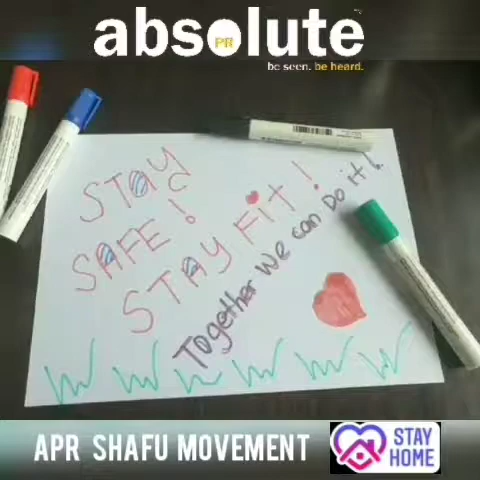 absolute
PR
be seen. be heard.
STAY
SAFE!
STAY Fit!
Together We can Do it!
APR SHAFU MOVEMENT
STAY
HOME